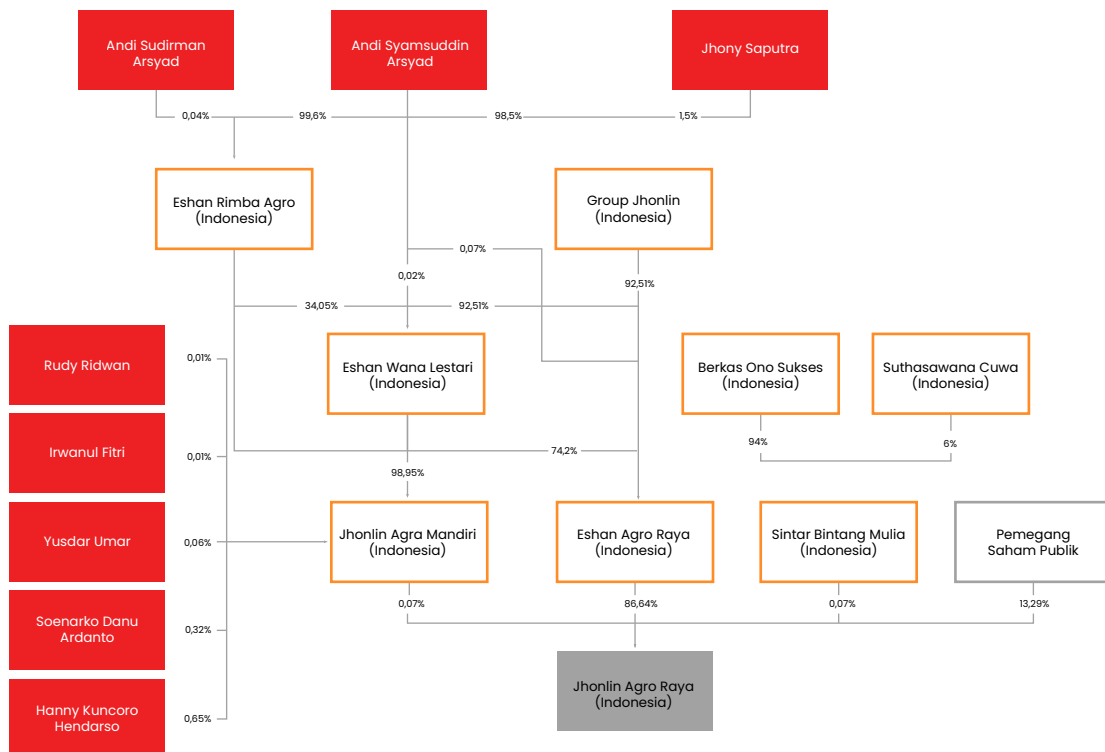 Andi Sudirman
Arsyad
Andi Syamsuddin
Arsyad
Jhony Saputra
0,04%
99,6%
98,5%
1,5%
Eshan Rimba Agro
(Indonesia)
Group Jhonlin
(Indonesia)
0,07%
0,02%
92,51%
34,05%
92,51%
Rudy Ridwan
0,01%
Eshan Wana Lestari
(Indonesia)
Berkas Ono Sukses
(Indonesia)
Suthasawana Cuwa
(Indonesia)
Irwanul Fitri
0,01%
74,2%
94%
6%
98,95%
Yusdar Umar
0,06%
Jhonlin Agra Mandiri
(Indonesia)
Eshan Agro Raya
(Indonesia)
Sintar Bintang Mulia
(Indonesia)
Pemegang
Saham Publik
Soenarko Danu
Ardanto
0,32%
0,07%
86,64%
0,07%
13,29%
Hanny Kuncoro
Hendarso
0,65%
Jhonlin Agro Raya
(Indonesia)